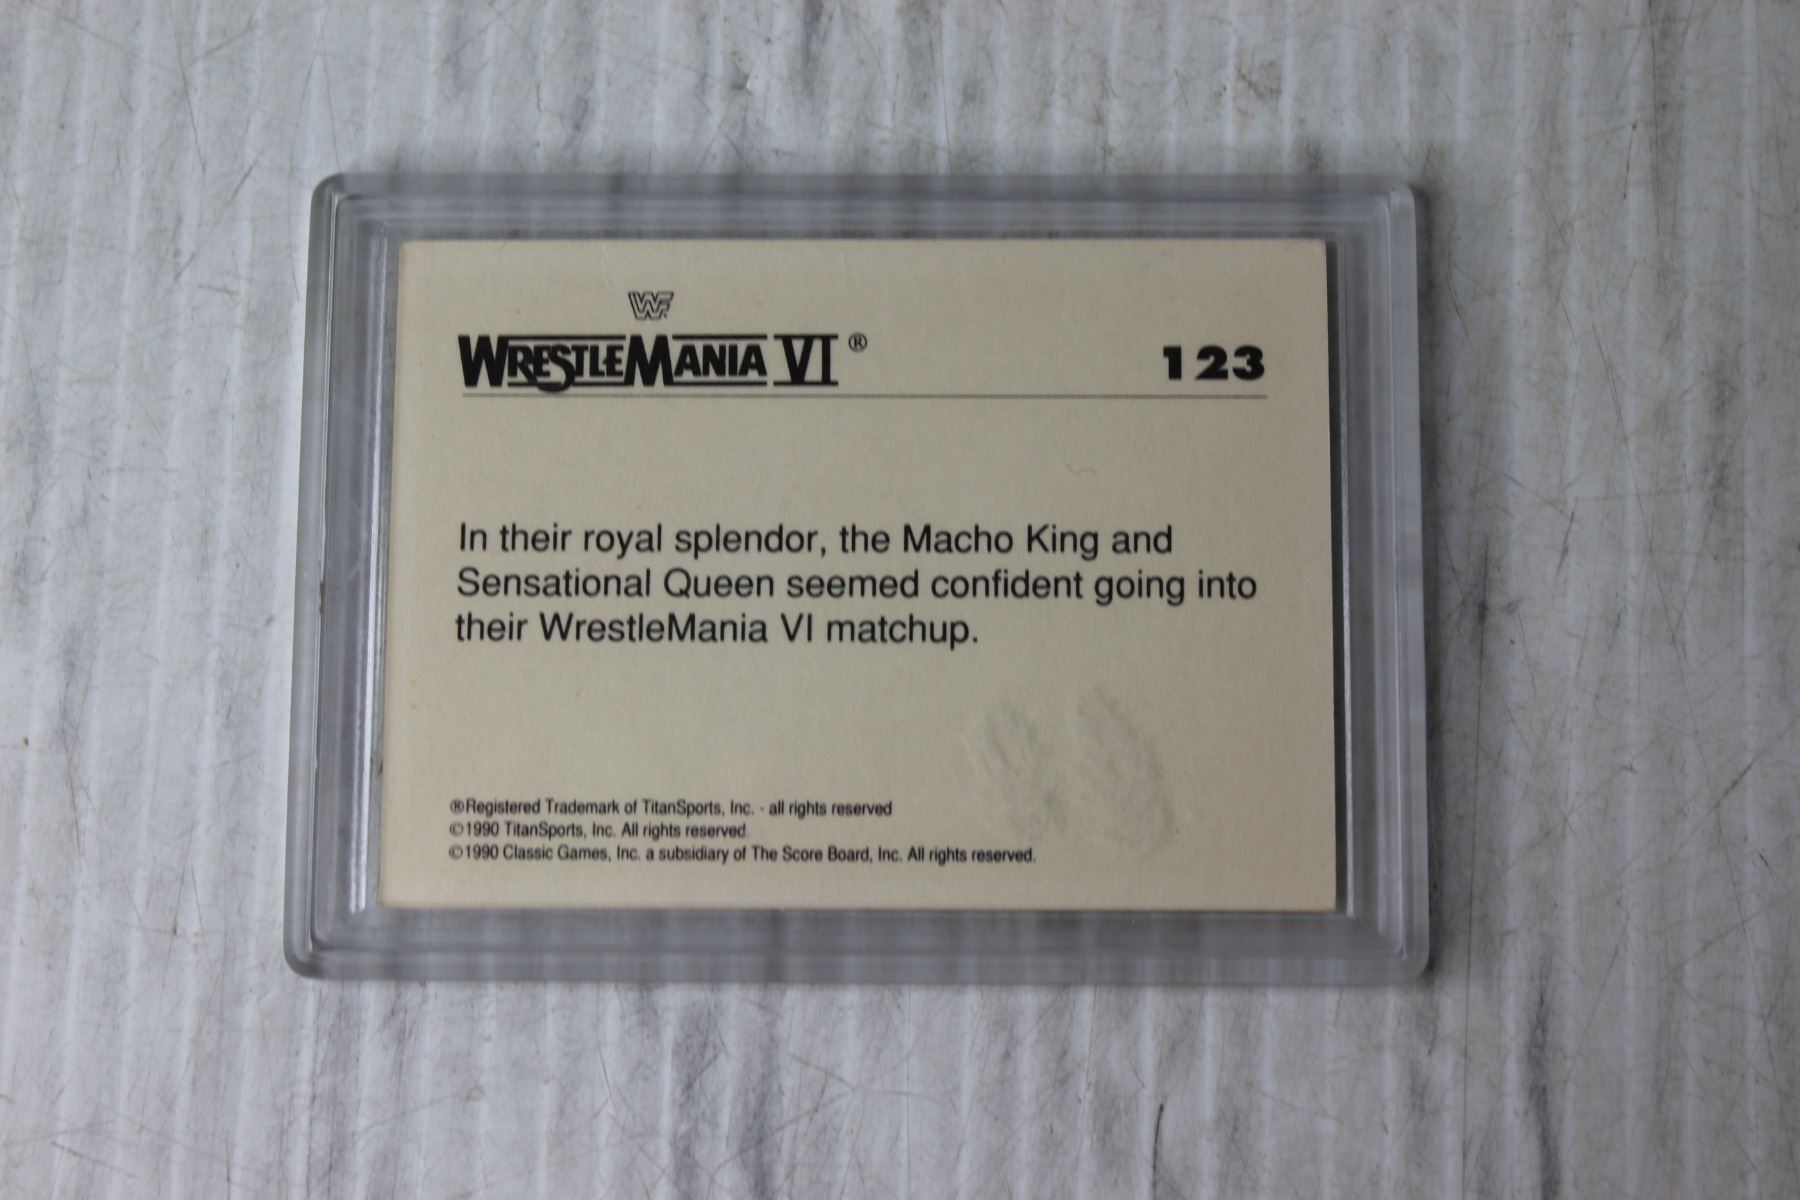 WF
WRESTLEMANIA VI®
123
In their royal splendor, the Macho King and
Sensational Queen seemed confident going into
their WrestleMania VI matchup.
®Registered Trademark of TitanSports, Inc. - all rights reserved
©1990 TitanSports, Inc. All rights reserved
©1990 Classic Games, Inc. a subsidiary of The Score Board, Inc. All rights reserved.